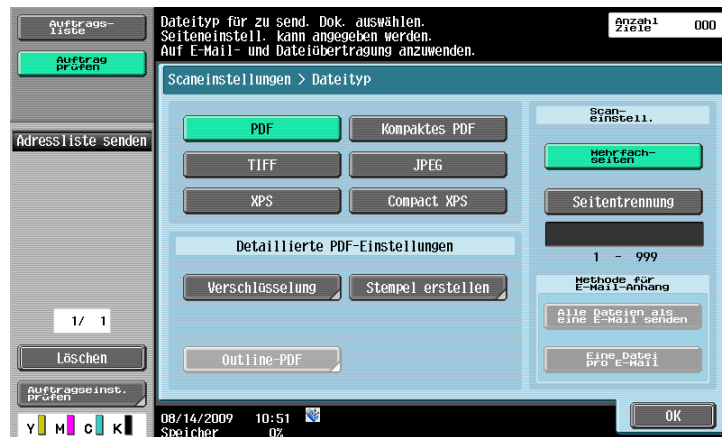 Auftrags-
liste
Auftrag
prüfen
Dateityp für zu send. Dok. auswählen.
Seiteneinstell. kann angegeben werden.
Auf E-Mail- und Dateiübertragung anzuwenden.
Anzahl
Ziele
000
Scaneinstellungen > Dateityp
Adressliste senden
PDF
Kompaktes PDF
TIFF
JPEG
XPS
Compact XPS
Scan-
einstell.
Mehrfach-
seiten
Seitentrennung
1 - 999
Detaillierte PDF-Einstellungen
Verschlüsselung
Stempel erstellen
Outline-PDF
Methode für
E-Mail-Anhang
Alle Dateien als
eine E-Mail senden
Eine Datei
pro E-Mail
1/ 1
Löschen
Auftragseinst.
prüfen
Y M C K
08/14/2009 10:51
Speicher 0%
OK